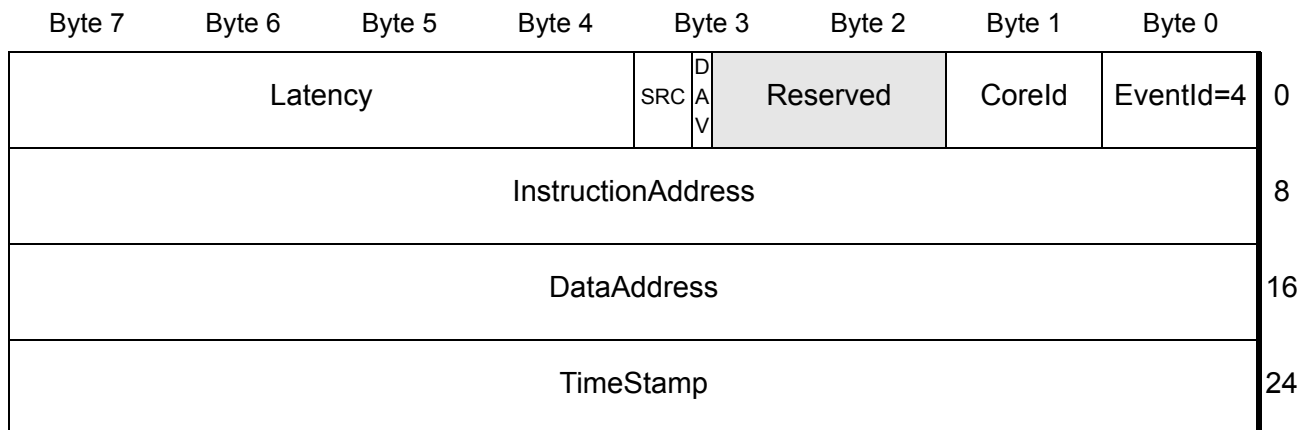 Byte 7 Byte 6 Byte 5 Byte 4 Byte 3 Byte 2 Byte 1 Byte 0
Latency SRC DAV Reserved CoreId EventId=4 0
InstructionAddress 8
DataAddress 16
TimeStamp 24